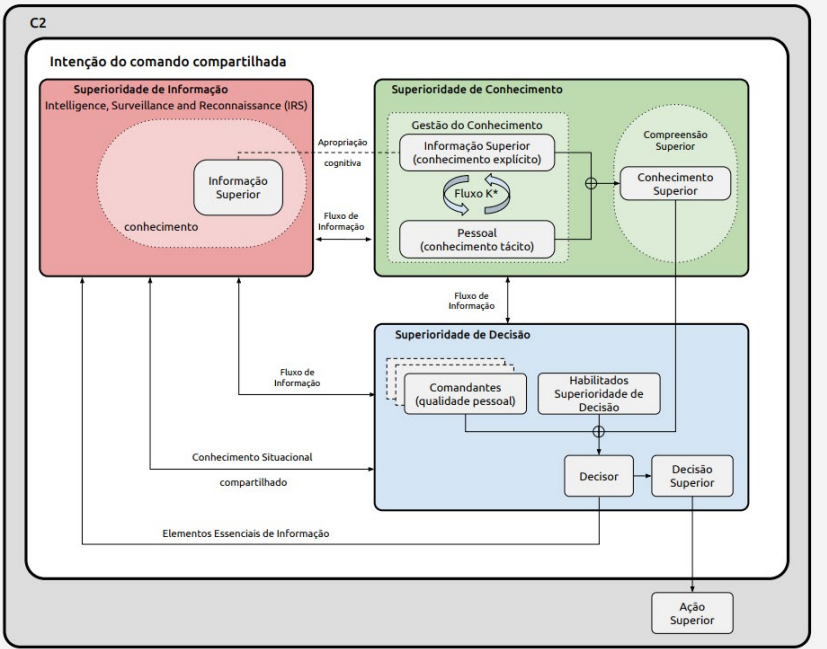 C2
Intenção do comando compartilhada
Superioridade de Informação
Intelligence, Surveillance and Reconnaissance (IRS)
Informação
Superior
conhecimento
Apropriação
cognitiva
Fluxo de
Informação
Superioridade de Conhecimento
Gestão do Conhecimento
Informação Superior
(conhecimento explícito)
Fluxo K*
Pessoal
(conhecimento tácito)
Compreensão
Superior
Conhecimento
Superior
Fluxo de
Informação
Superioridade de Decisão
Comandantes
(qualidade pessoal)
Habilitados
Superioridade de
Decisão
Decisor
Decisão
Superior
Fluxo de
Informação
Conhecimento Situacional
compartilhado
Elementos Essenciais de Informação
Ação
Superior